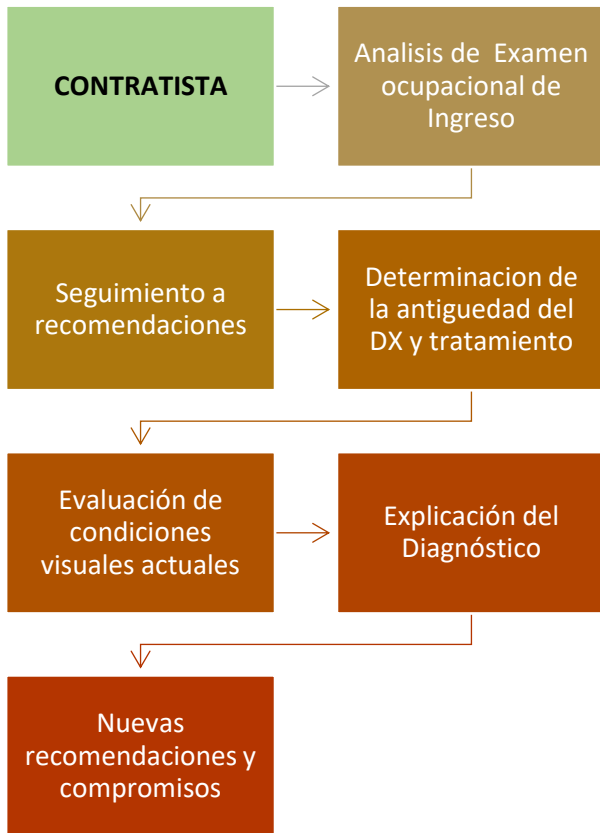 CONTRATISTA
Analisis de Examen
ocupacional de
Ingreso
Seguimiento a
recomendaciones
Determinacion de
la antiguedad del
DX y tratamiento
Evaluación de
condiciones
visuales actuales
Explicación del
Diagnóstico
Nuevas
recomendaciones y
compromisos